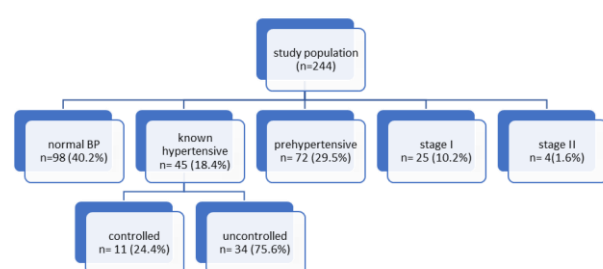 study population
(n=244)
normal BP
n=98 (40.2%)
known
hypertensive
n= 45 (18.4%)
prehypertensive
n= 72 (29.5%)
stage I
n= 25 (10.2%)
stage II
n= 4(1.6%)
controlled
n= 11 (24.4%)
uncontrolled
n= 34 (75.6%)